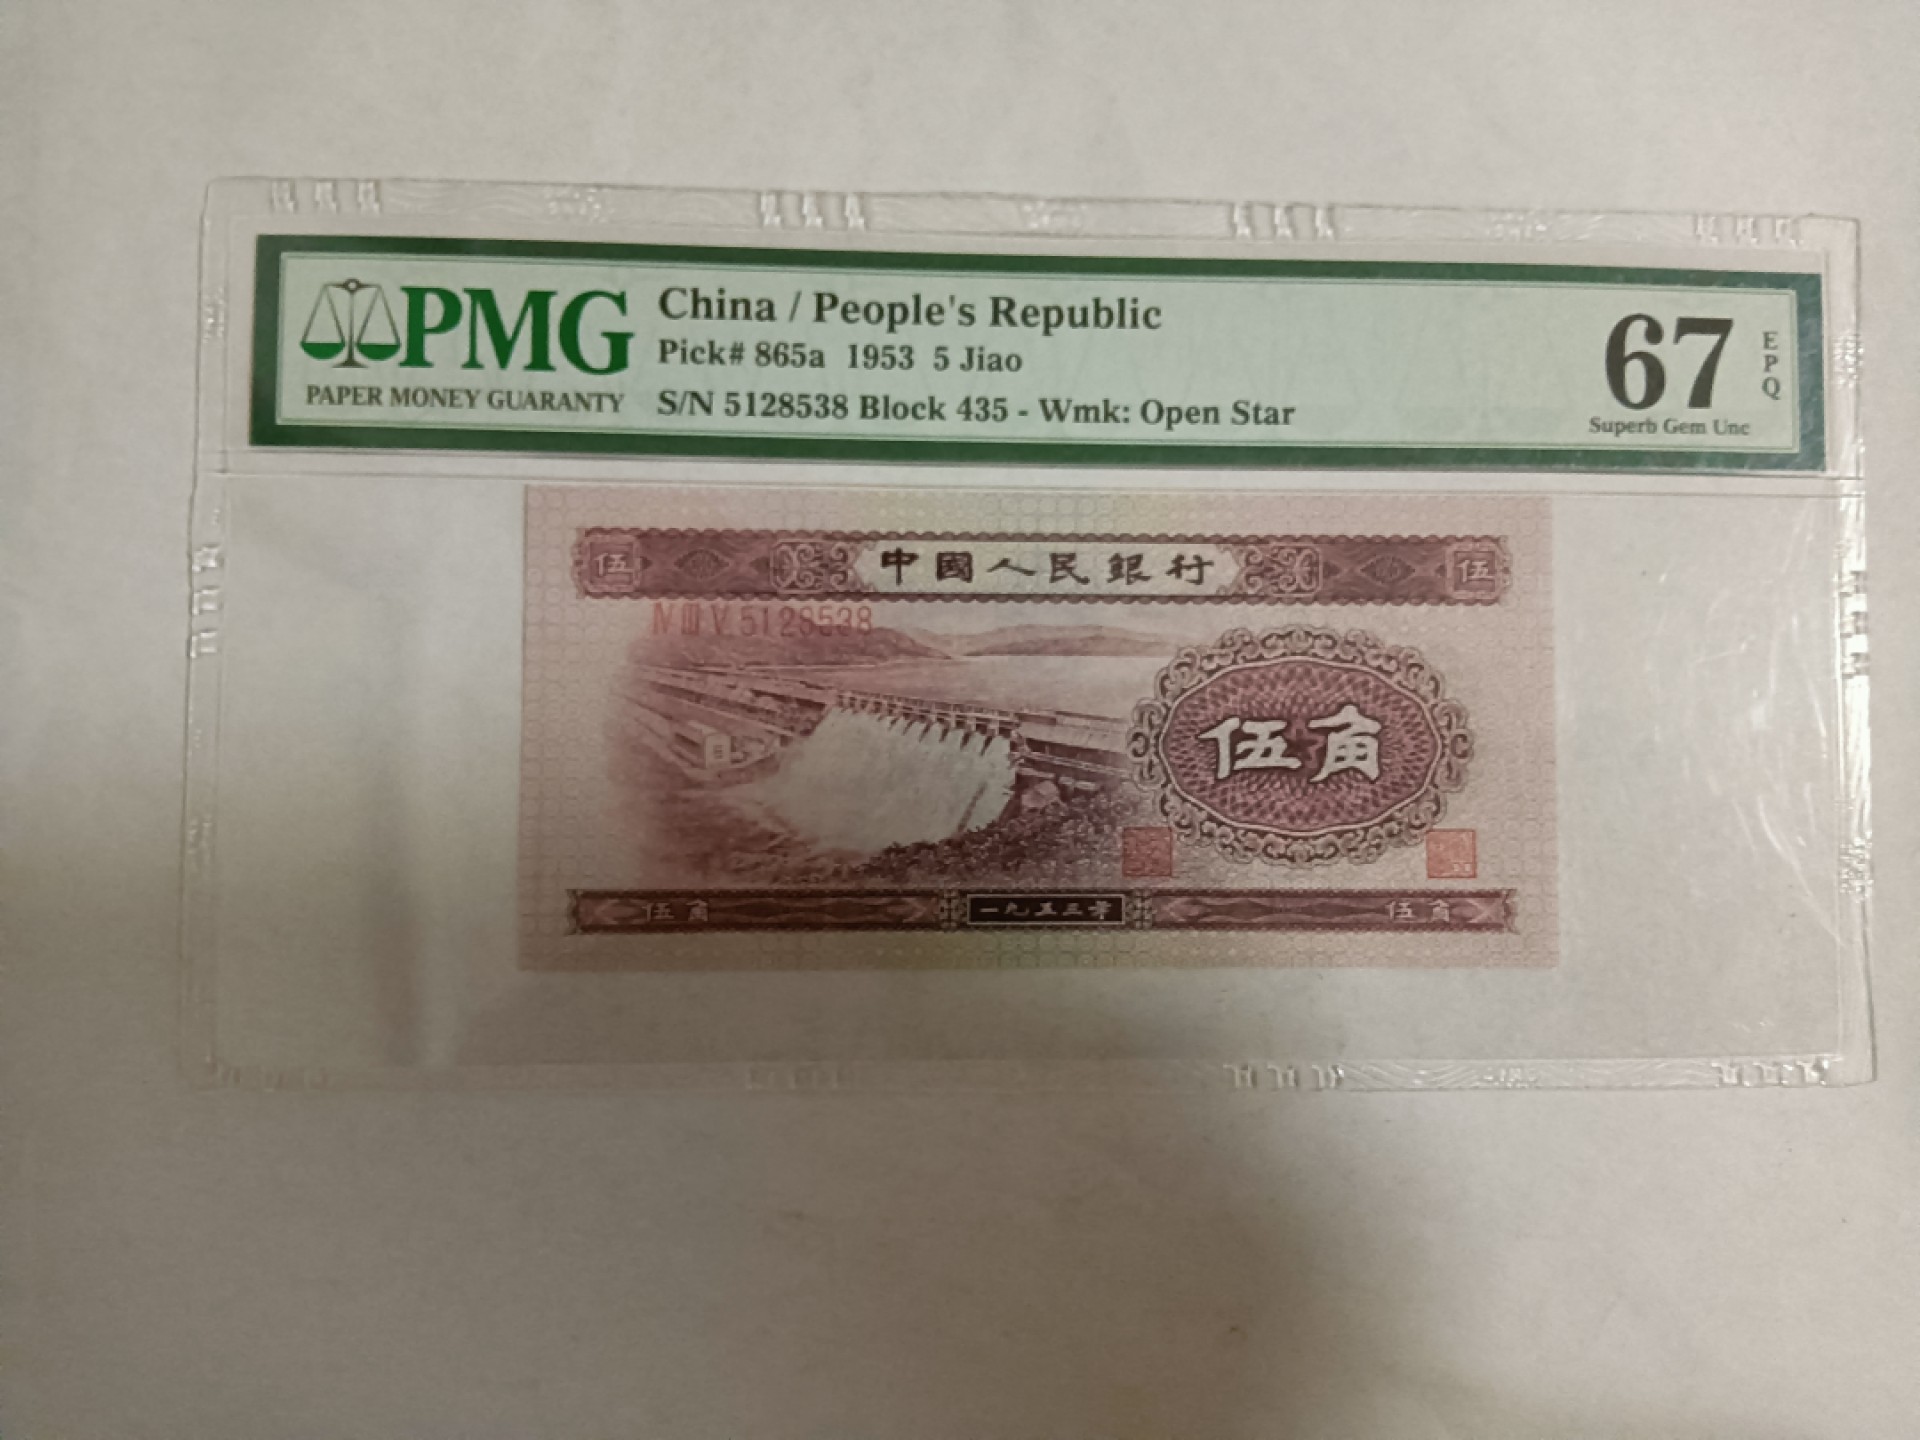 PMG
PAPER MONEY GUARANTY
China / People's Republic
Pick# 865a 1953 5 Jiao
S/N 5128538 Block 435 - Wmk: Open Star
67
EPQ
Superb Gem Unc
伍 中國人民銀行 伍
Ⅳ Ⅲ Ⅴ 5128538
伍角
伍角 一九五三年 伍角